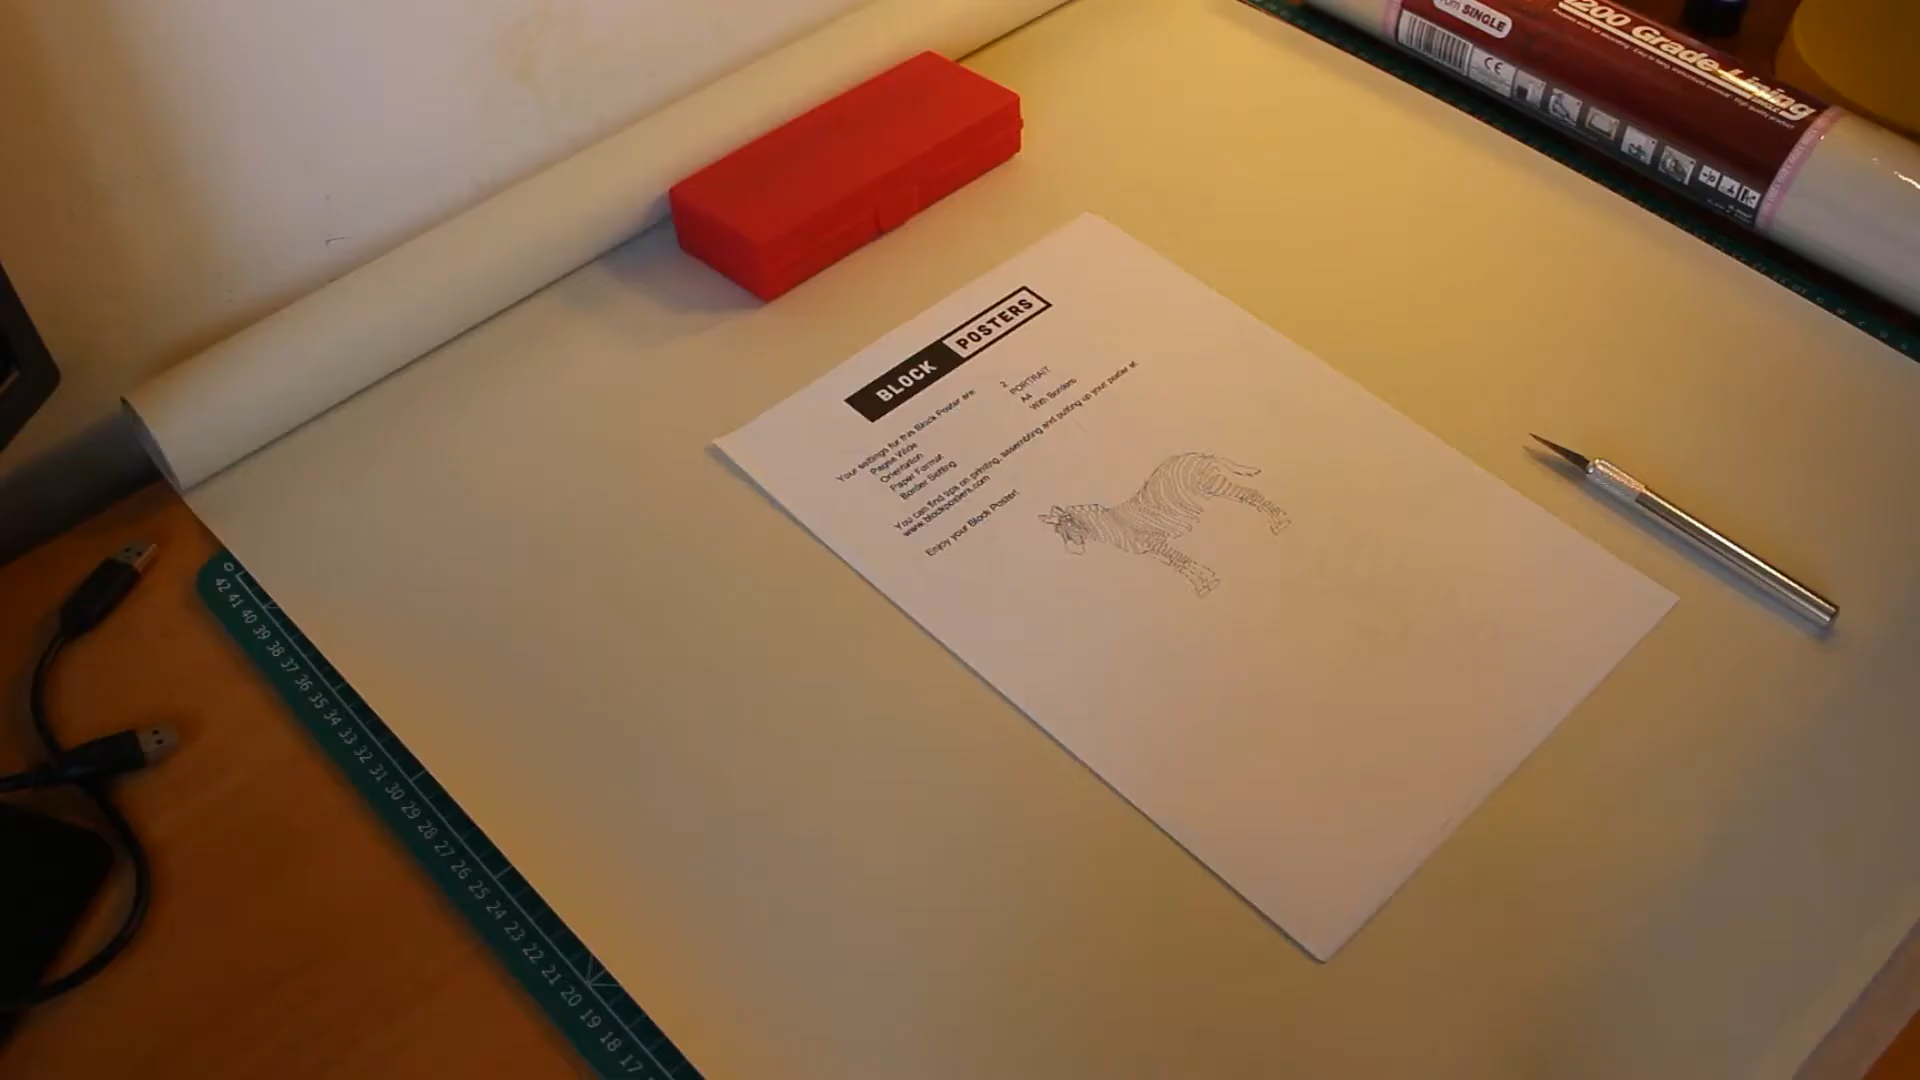 BLOCK POSTERS
Your settings for this Block Poster are:
Pages Wide 2
Orientation PORTRAIT
Paper Format A4
Border Setting With Borders
You can find tips on printing, assembling and putting up your poster at
www.blockposters.com
Enjoy your Block Poster!
SINGLE
1200 Grade Lining
CE
42 41 40 39 38 37 36 35 34 33 32 31 30 29 28 27 26 25 24 23 22 21 20 19 18 17